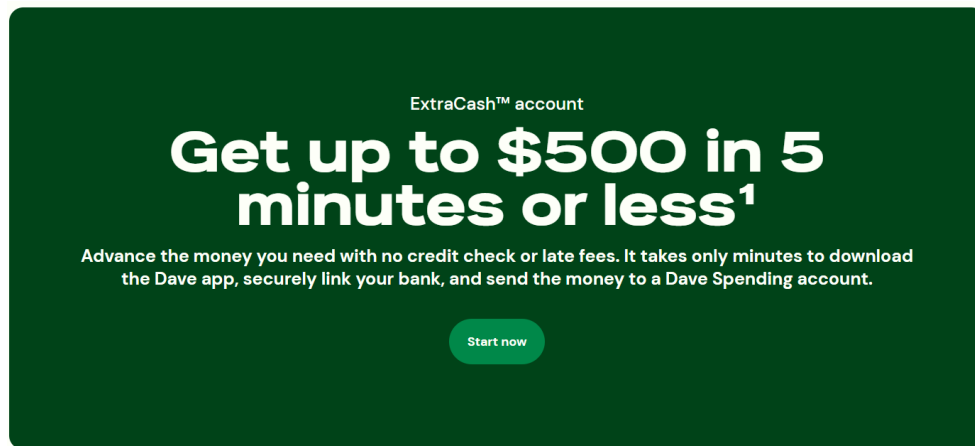 ExtraCash™ account
Get up to $500 in 5
minutes or less¹
Advance the money you need with no credit check or late fees. It takes only minutes to download
the Dave app, securely link your bank, and send the money to a Dave Spending account.
Start now